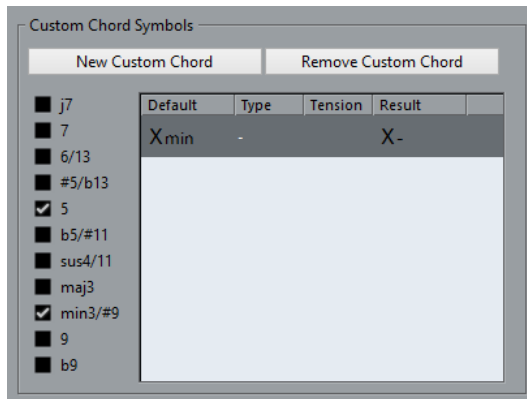 Custom Chord Symbols
New Custom Chord
Remove Custom Chord
j7
7
6/13
#5/b13
5
b5/#11
sus4/11
maj3
min3/#9
9
b9
Default Type Tension Result
Xmin - X-